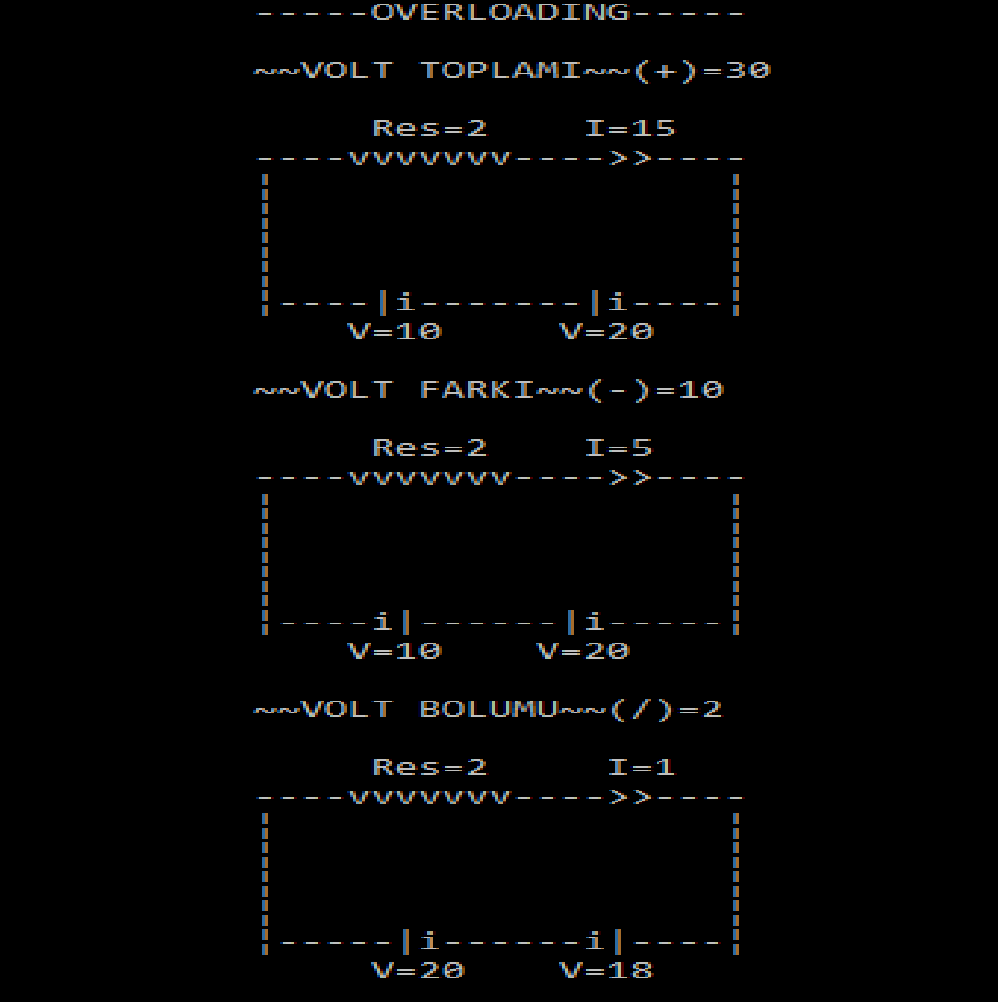 -----OVERLOADING-----
~~VOLT TOPLAMI~~(+)=30
Res=2 I=15
----vvvvvvv---->>----
|----|i-------|i----|
V=10 V=20
~~VOLT FARKI~~(-)=10
Res=2 I=5
----vvvvvvv---->>----
|----i|------|i-----|
V=10 V=20
~~VOLT BOLUMU~~(/)=2
Res=2 I=1
----vvvvvvv---->>----
|-----|i------i|----|
V=20 V=18